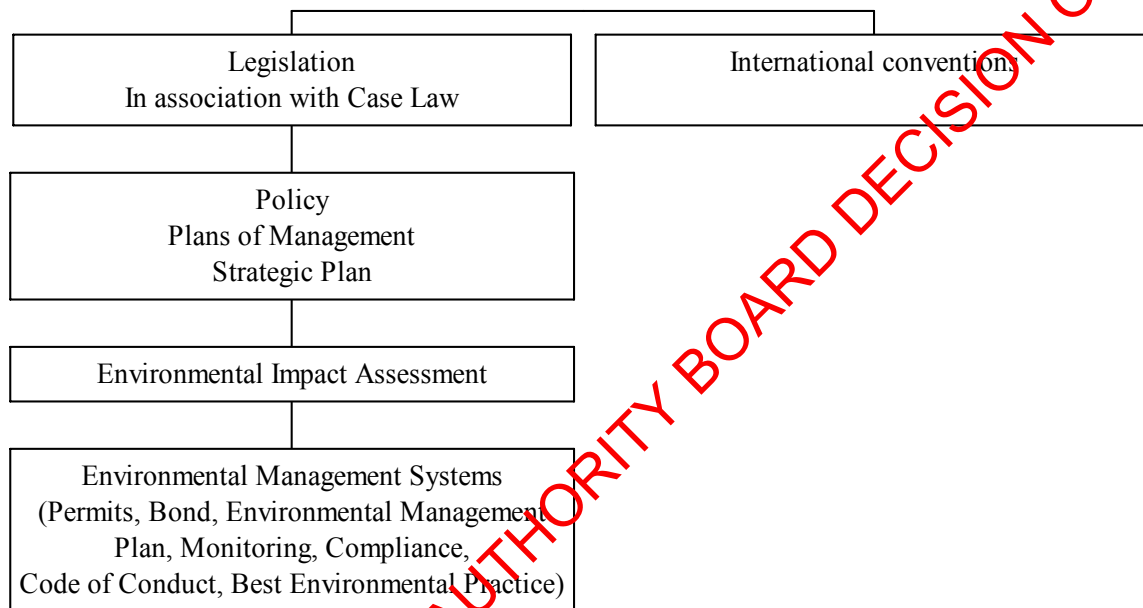 Legislation
In association with Case Law
International conventions
Policy
Plans of Management
Strategic Plan
Environmental Impact Assessment
Environmental Management Systems
(Permits, Bond, Environmental Management
Plan, Monitoring, Compliance,
Code of Conduct, Best Environmental Practice)
AUTHORITY BOARD DECISION